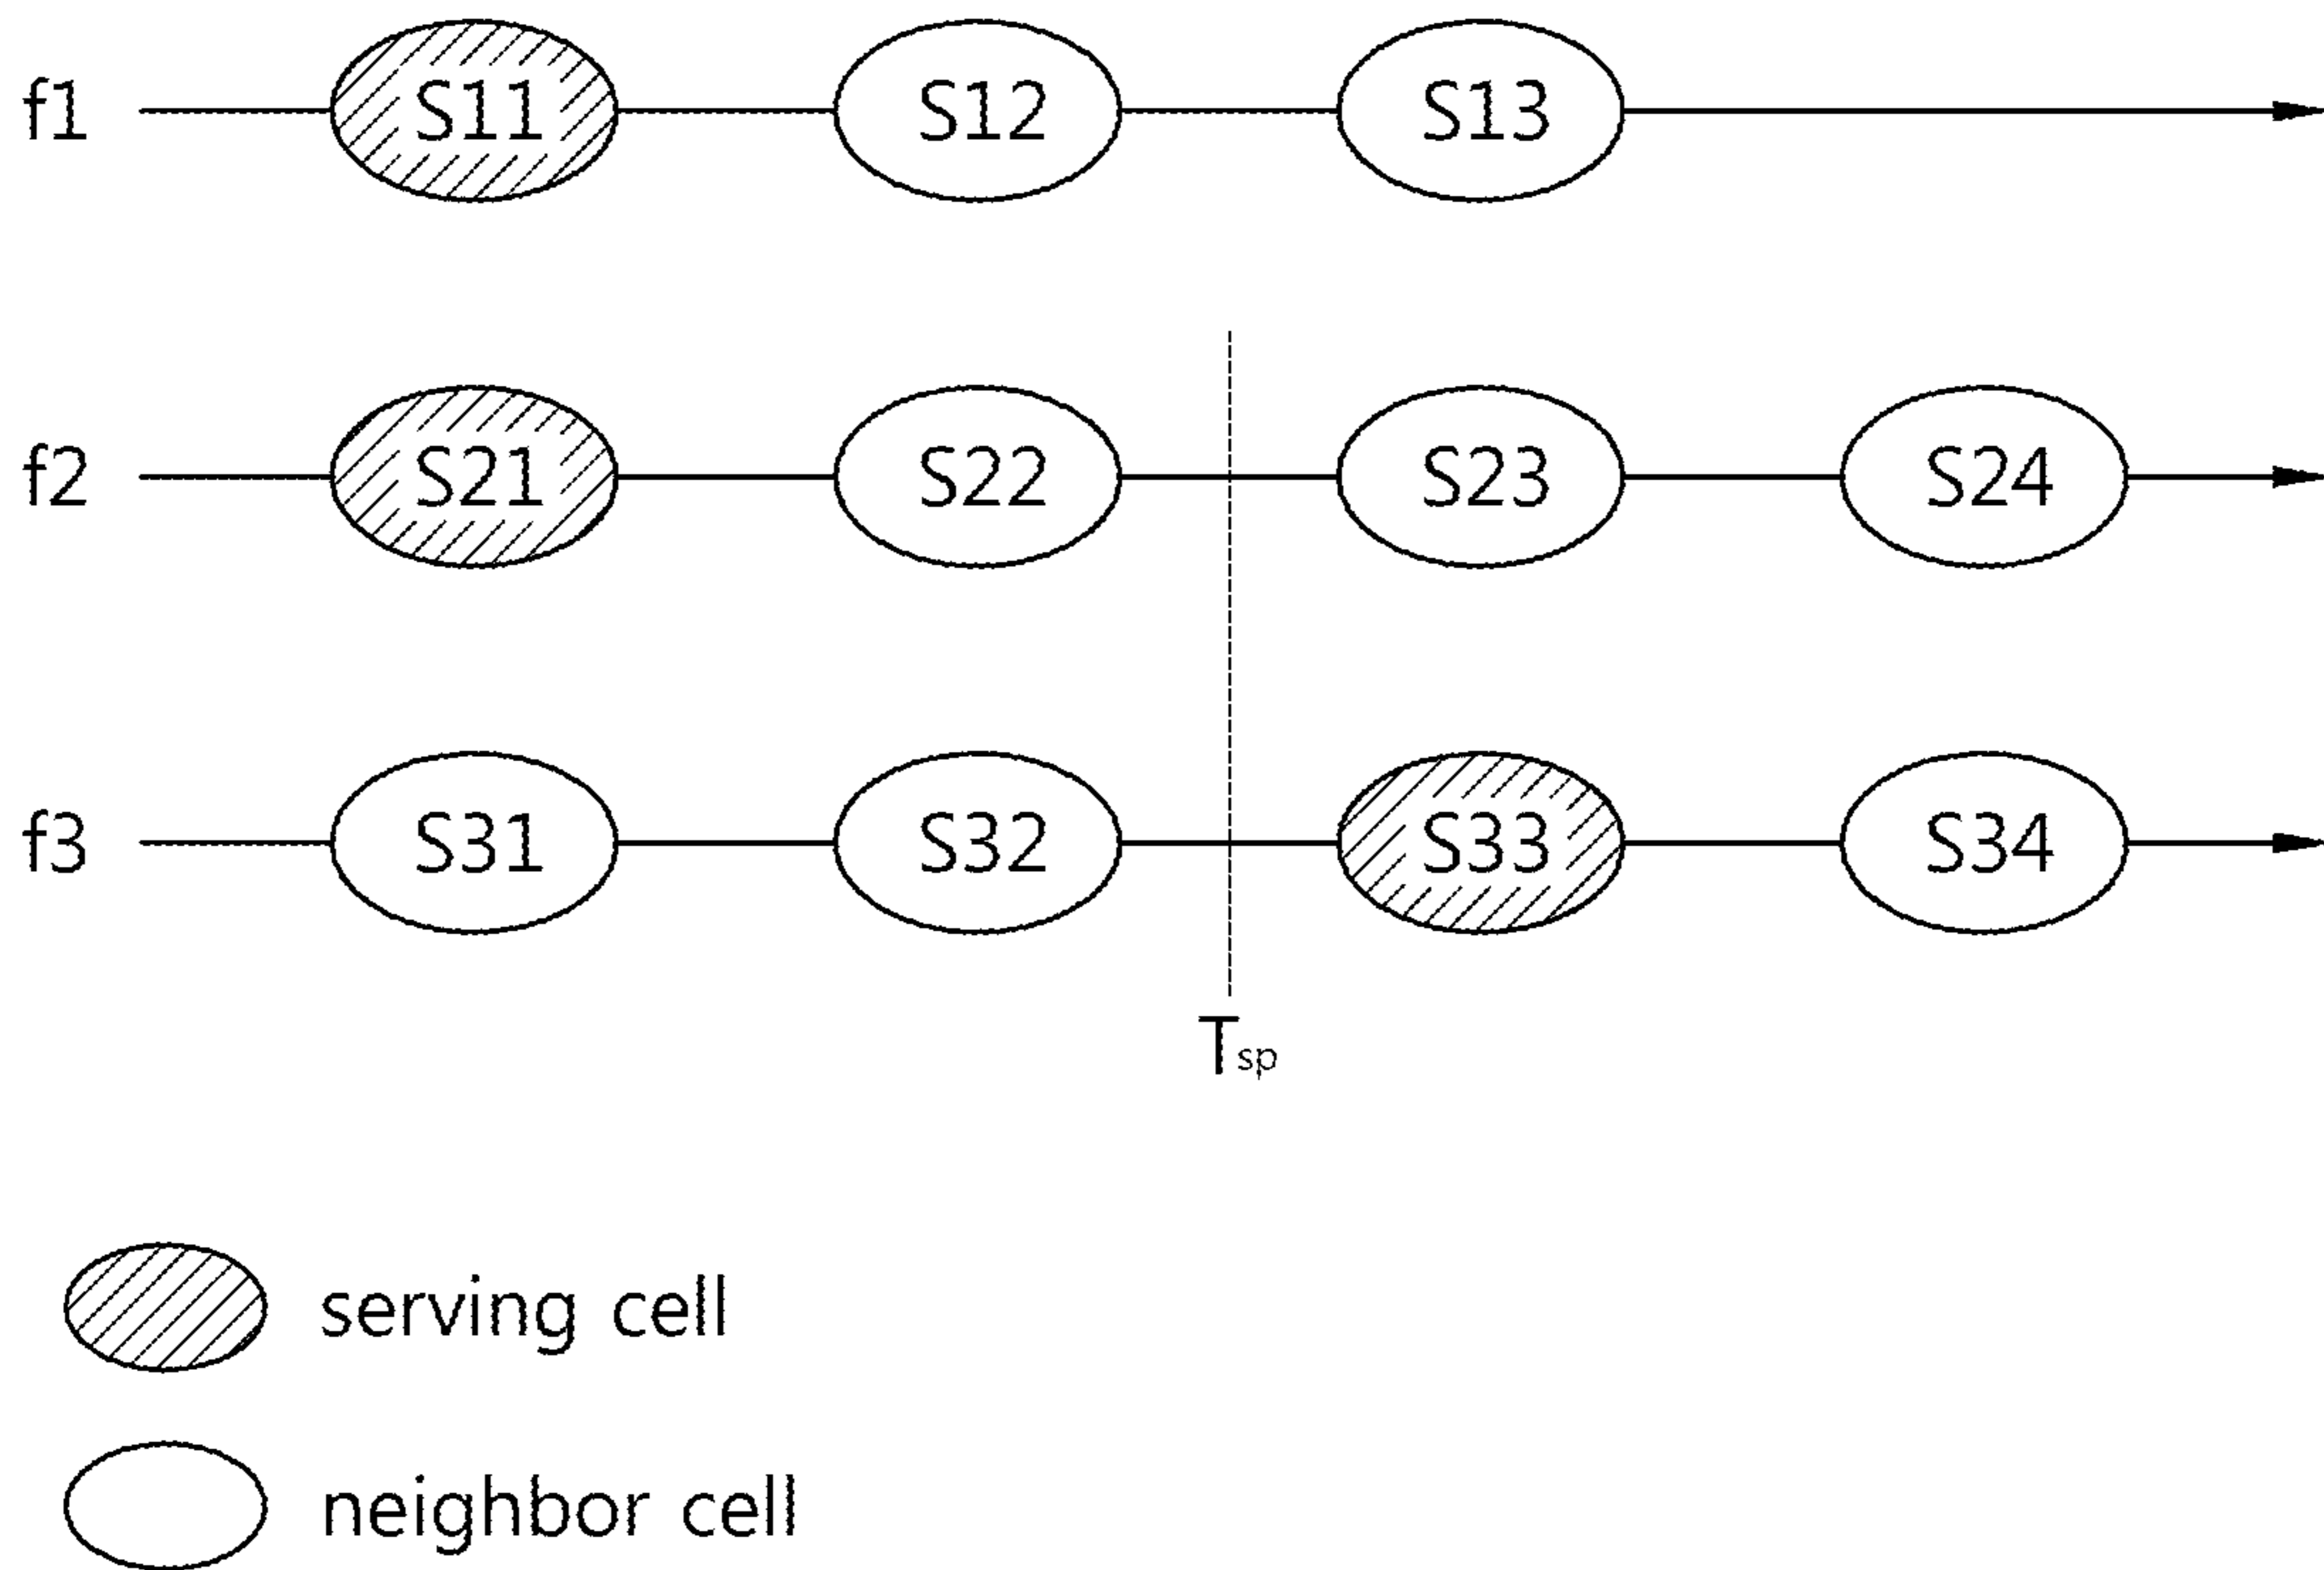 f1 S11 S12 S13
f2 S21 S22 S23 S24
f3 S31 S32 S33 S34
Tsp
serving cell
neighbor cell